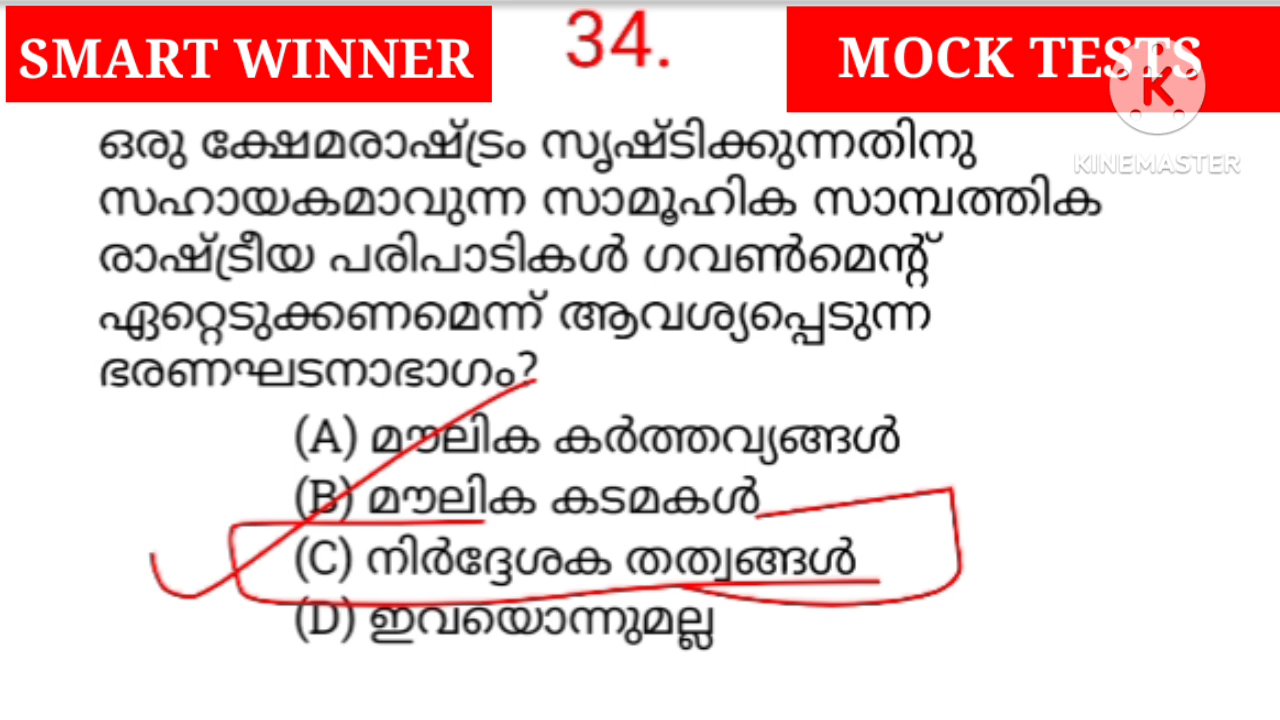 SMART WINNER
34.
MOCK TESTS
KINEMASTER
ഒരു ക്ഷേമരാഷ്ട്രം സൃഷ്ടിക്കുന്നതിനു
സഹായകമാവുന്ന സാമൂഹിക സാമ്പത്തിക
രാഷ്ട്രീയ പരിപാടികൾ ഗവൺമെന്റ്
ഏറ്റെടുക്കണമെന്ന് ആവശ്യപ്പെടുന്ന
ഭരണഘടനാഭാഗം?
(A) മൗലിക കർത്തവ്യങ്ങൾ
(B) മൗലിക കടമകൾ
(C) നിർദ്ദേശക തത്വങ്ങൾ
(D) ഇവയൊന്നുമല്ല